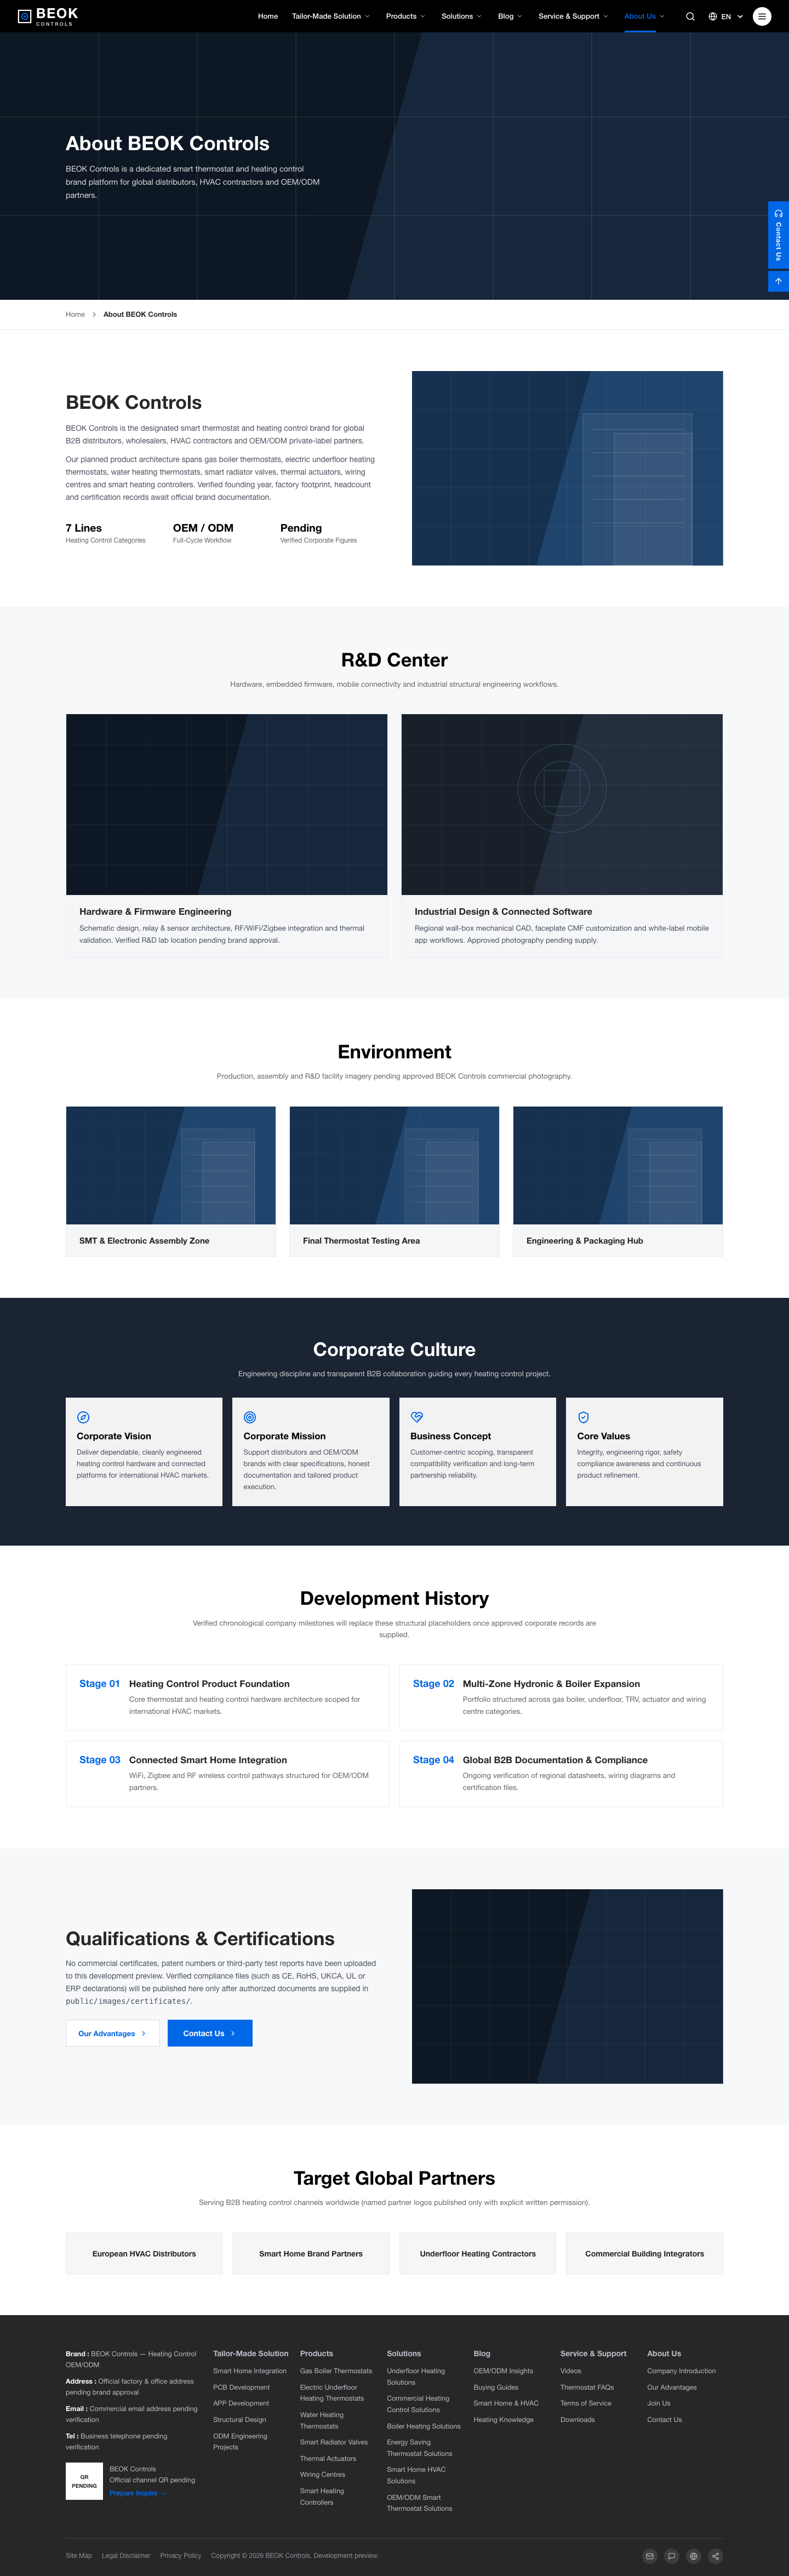 BEOK
CONTROLS
Home
Tailor-Made Solution
Products
Solutions
Blog
Service & Support
About Us
EN
About BEOK Controls
BEOK Controls is a dedicated smart thermostat and heating control
brand platform for global distributors, HVAC contractors and OEM/ODM
partners.
Contact Us
Home
About BEOK Controls
BEOK Controls
BEOK Controls is the designated smart thermostat and heating control brand for global
B2B distributors, wholesalers, HVAC contractors and OEM/ODM private-label partners.
Our planned product architecture spans gas boiler thermostats, electric underfloor heating
thermostats, water heating thermostats, smart radiator valves, thermal actuators, wiring
centres and smart heating controllers. Verified founding year, factory footprint, headcount
and certification records await official brand documentation.
7 Lines
Heating Control Categories
OEM / ODM
Full-Cycle Workflow
Pending
Verified Corporate Figures
R&D Center
Hardware, embedded firmware, mobile connectivity and industrial structural engineering workflows.
Hardware & Firmware Engineering
Schematic design, relay & sensor architecture, RF/WiFi/Zigbee integration and thermal
validation. Verified R&D lab location pending brand approval.
Industrial Design & Connected Software
Regional wall-box mechanical CAD, faceplate CMF customization and white-label mobile
app workflows. Approved photography pending supply.
Environment
Production, assembly and R&D facility imagery pending approved BEOK Controls commercial photography.
SMT & Electronic Assembly Zone
Final Thermostat Testing Area
Engineering & Packaging Hub
Corporate Culture
Engineering discipline and transparent B2B collaboration guiding every heating control project.
Corporate Vision
Deliver dependable, cleanly engineered
heating control hardware and connected
platforms for international HVAC markets.
Corporate Mission
Support distributors and OEM/ODM
brands with clear specifications, honest
documentation and tailored product
execution.
Business Concept
Customer-centric scoping, transparent
compatibility verification and long-term
partnership reliability.
Core Values
Integrity, engineering rigor, safety
compliance awareness and continuous
product refinement.
Development History
Verified chronological company milestones will replace these structural placeholders once approved corporate records are
supplied.
Stage 01
Heating Control Product Foundation
Core thermostat and heating control hardware architecture scoped for
international HVAC markets.
Stage 02
Multi-Zone Hydronic & Boiler Expansion
Portfolio structured across gas boiler, underfloor, TRV, actuator and wiring
centre categories.
Stage 03
Connected Smart Home Integration
WiFi, Zigbee and RF wireless control pathways structured for OEM/ODM
partners.
Stage 04
Global B2B Documentation & Compliance
Ongoing verification of regional datasheets, wiring diagrams and
certification files.
Qualifications & Certifications
No commercial certificates, patent numbers or third-party test reports have been uploaded
to this development preview. Verified compliance files (such as CE, RoHS, UKCA, UL or
ERP declarations) will be published here only after authorized documents are supplied in
public/images/certificates/.
Our Advantages
Contact Us
Target Global Partners
Serving B2B heating control channels worldwide (named partner logos published only with explicit written permission).
European HVAC Distributors
Smart Home Brand Partners
Underfloor Heating Contractors
Commercial Building Integrators
Brand : BEOK Controls — Heating Control
OEM/ODM
Address : Official factory & office address
pending brand approval
Email : Commercial email address pending
verification
Tel : Business telephone pending
verification
QR
PENDING
BEOK Controls
Official channel QR pending
Prepare Inquiry →
Tailor-Made Solution
Smart Home Integration
PCB Development
APP Development
Structural Design
ODM Engineering
Projects
Products
Gas Boiler Thermostats
Electric Underfloor
Heating Thermostats
Water Heating
Thermostats
Smart Radiator Valves
Thermal Actuators
Wiring Centres
Smart Heating
Controllers
Solutions
Underfloor Heating
Solutions
Commercial Heating
Control Solutions
Boiler Heating Solutions
Energy Saving
Thermostat Solutions
Smart Home HVAC
Solutions
OEM/ODM Smart
Thermostat Solutions
Blog
OEM/ODM Insights
Buying Guides
Smart Home & HVAC
Heating Knowledge
Service & Support
Videos
Thermostat FAQs
Terms of Service
Downloads
About Us
Company Introduction
Our Advantages
Join Us
Contact Us
Site Map
Legal Disclaimer
Privacy Policy
Copyright © 2026 BEOK Controls. Development preview.